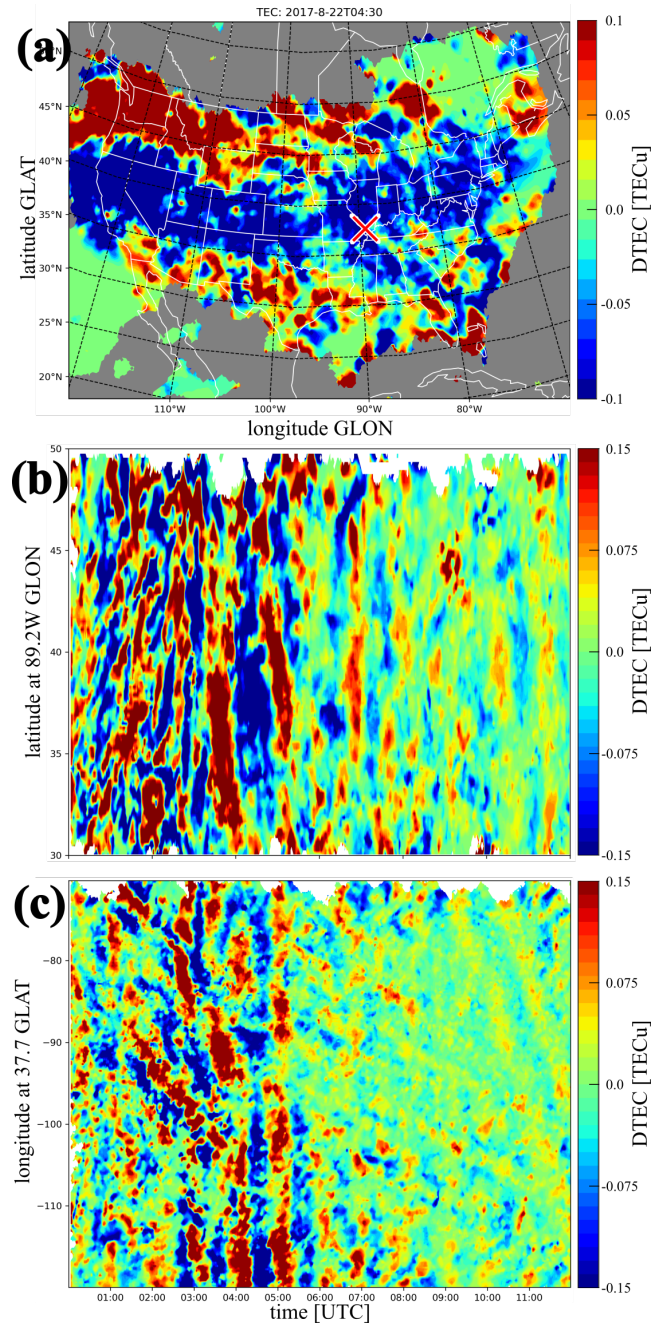 TEC: 2017-8-22T04:30
(a)
45°N
40°N
35°N
30°N
25°N
20°N
latitude GLAT
110°W
100°W
90°W
80°W
longitude GLON
0.1
0.05
0.0
-0.05
-0.1
DTEC [TECu]
(b)
50
45
40
35
30
latitude at 89.2W GLON
0.15
0.075
0.0
-0.075
-0.15
DTEC [TECu]
(c)
−80
−90
−100
−110
longitude at 37.7 GLAT
01:00
02:00
03:00
04:00
05:00
06:00
07:00
08:00
09:00
10:00
11:00
time [UTC]
0.15
0.075
0.0
-0.075
-0.15
DTEC [TECu]